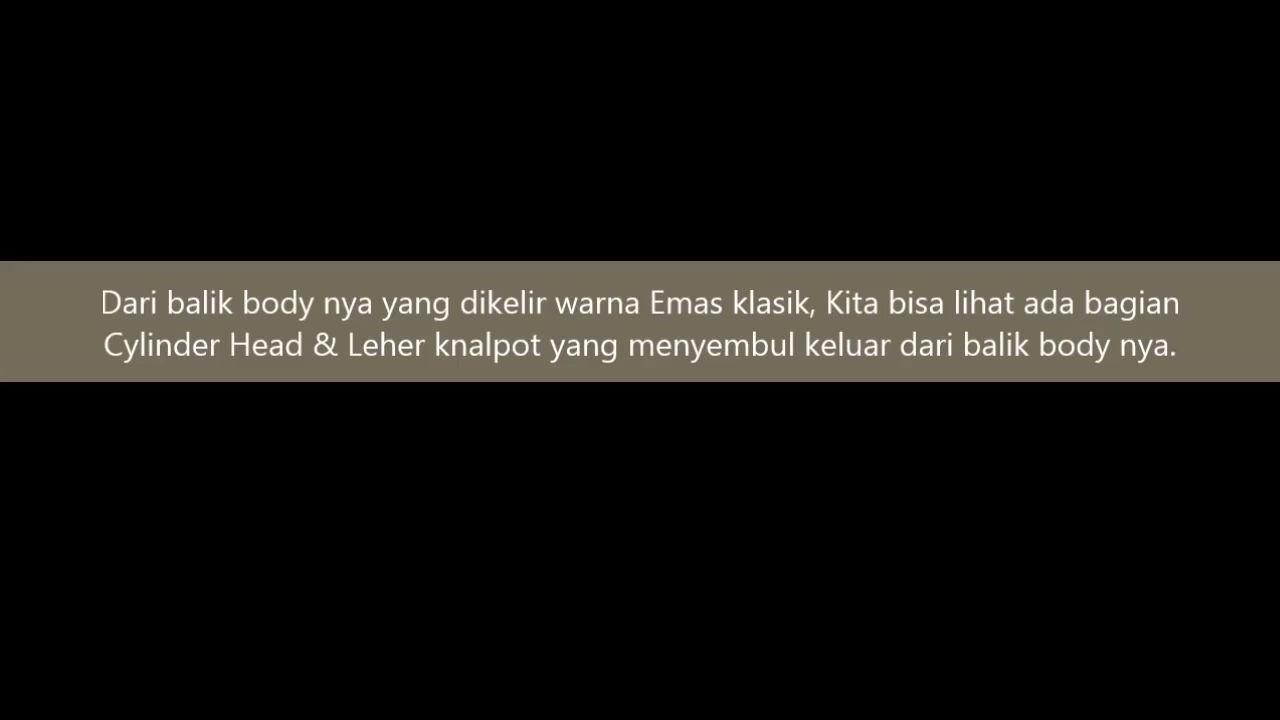 Dari balik body nya yang dikelir warna Emas klasik, Kita bisa lihat ada bagian
Cylinder Head & Leher knalpot yang menyembul keluar dari balik body nya.